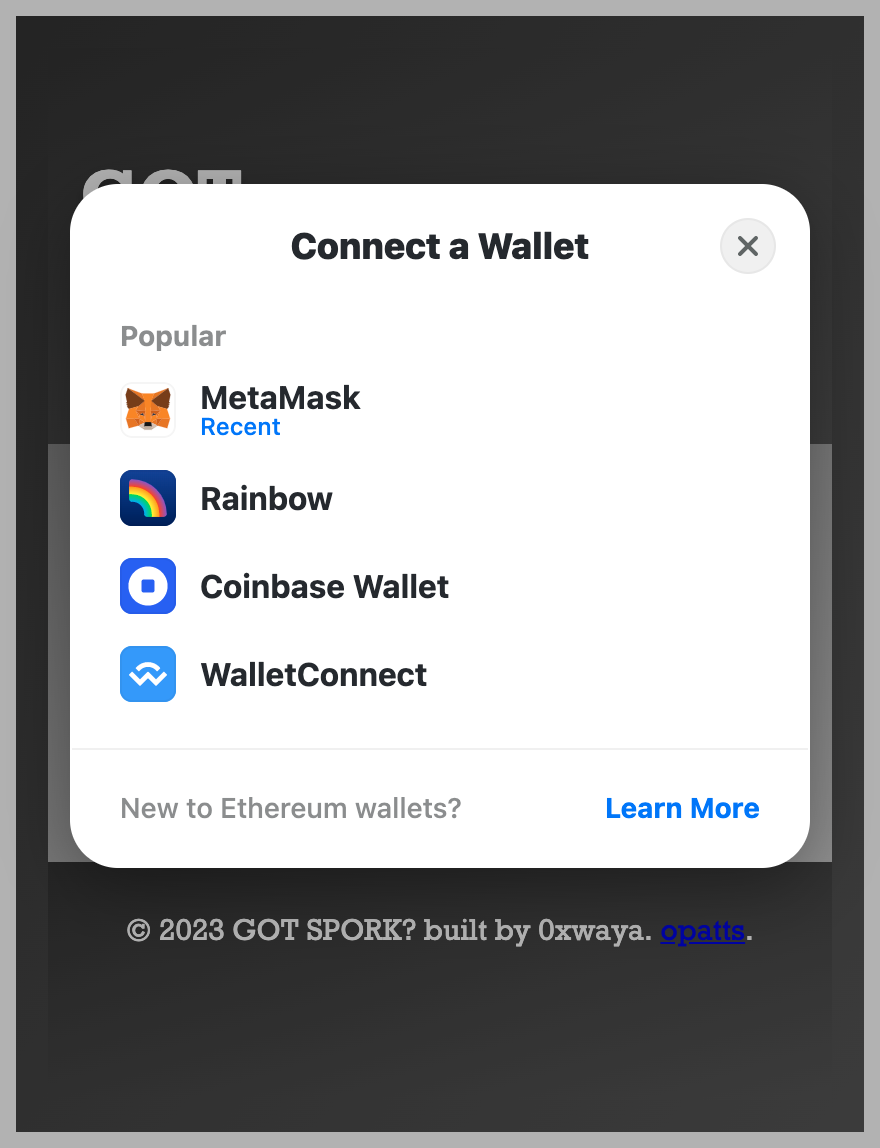 GOT
Connect a Wallet
Popular
MetaMask
Recent
Rainbow
Coinbase Wallet
WalletConnect
New to Ethereum wallets? Learn More
© 2023 GOT SPORK? built by 0xwaya. opatts.